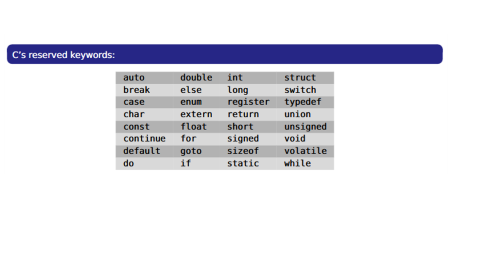 C's reserved keywords:
auto double int struct
break else long switch
case enum register typedef
char extern return union
const float short unsigned
continue for signed void
default goto sizeof volatile
do if static while